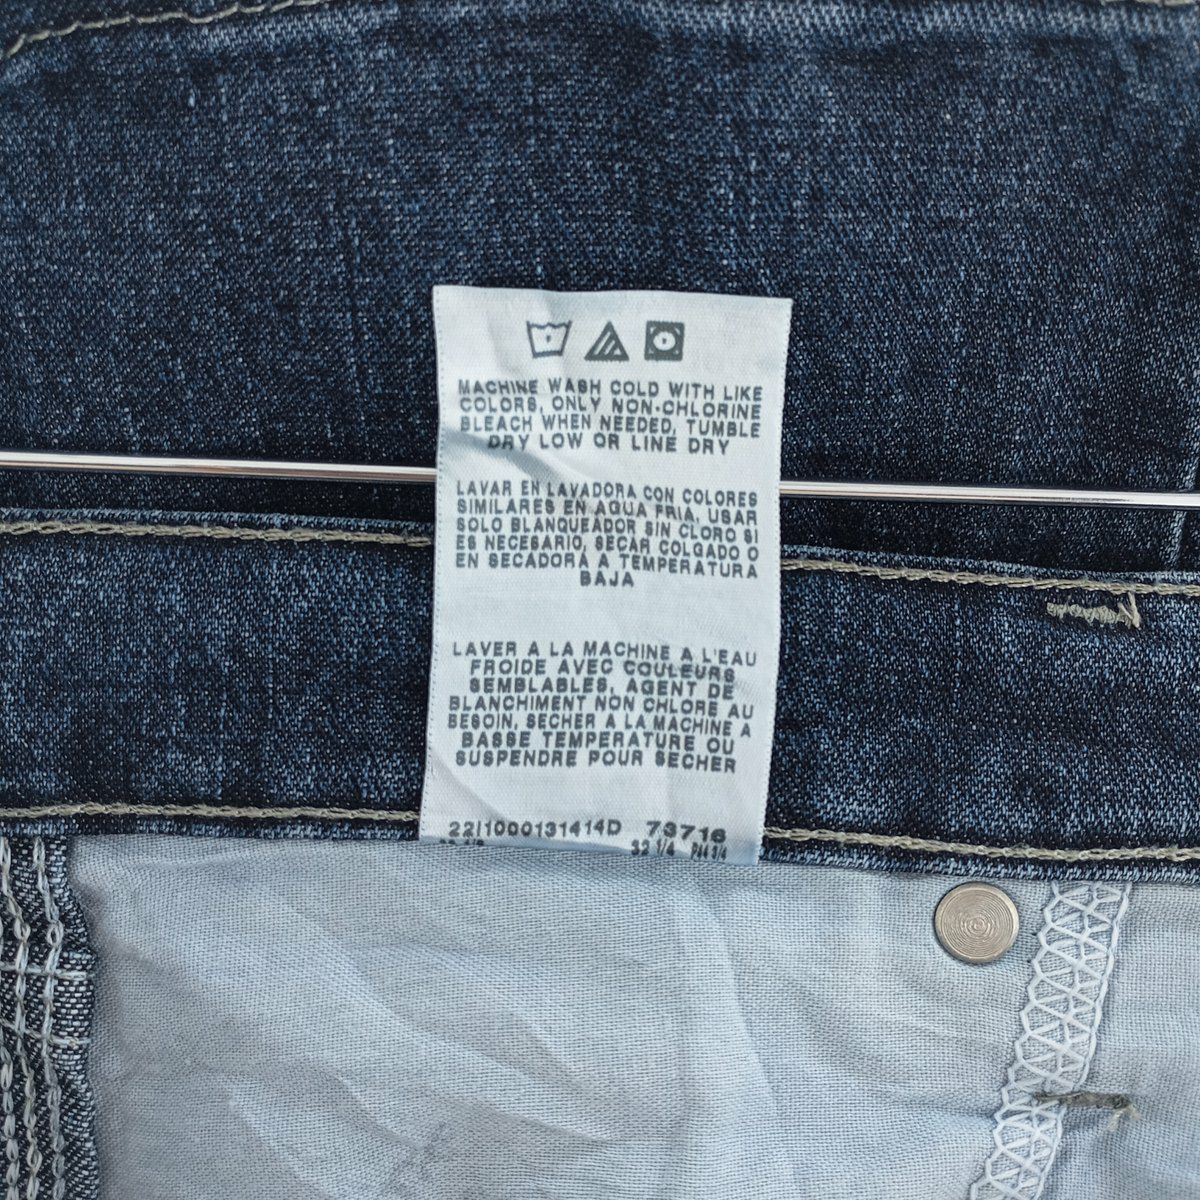 MACHINE WASH COLD WITH LIKE
COLORS, ONLY NON-CHLORINE
BLEACH WHEN NEEDED, TUMBLE
DRY LOW OR LINE DRY
LAVAR EN LAVADORA CON COLORES
SIMILARES EN AGUA FRIA, USAR
SOLO BLANQUEADOR SIN CLORO SI
ES NECESARIO, SECAR COLGADO O
EN SECADORA A TEMPERATURA
BAJA
LAVER A LA MACHINE A L'EAU
FROIDE AVEC COULEURS
SEMBLABLES, AGENT DE
BLANCHIMENT NON CHLORE AU
BESOIN, SECHER A LA MACHINE A
BASSE TEMPERATURE OU
SUSPENDRE POUR SECHER
22/1000131414D 73716
32 1/4